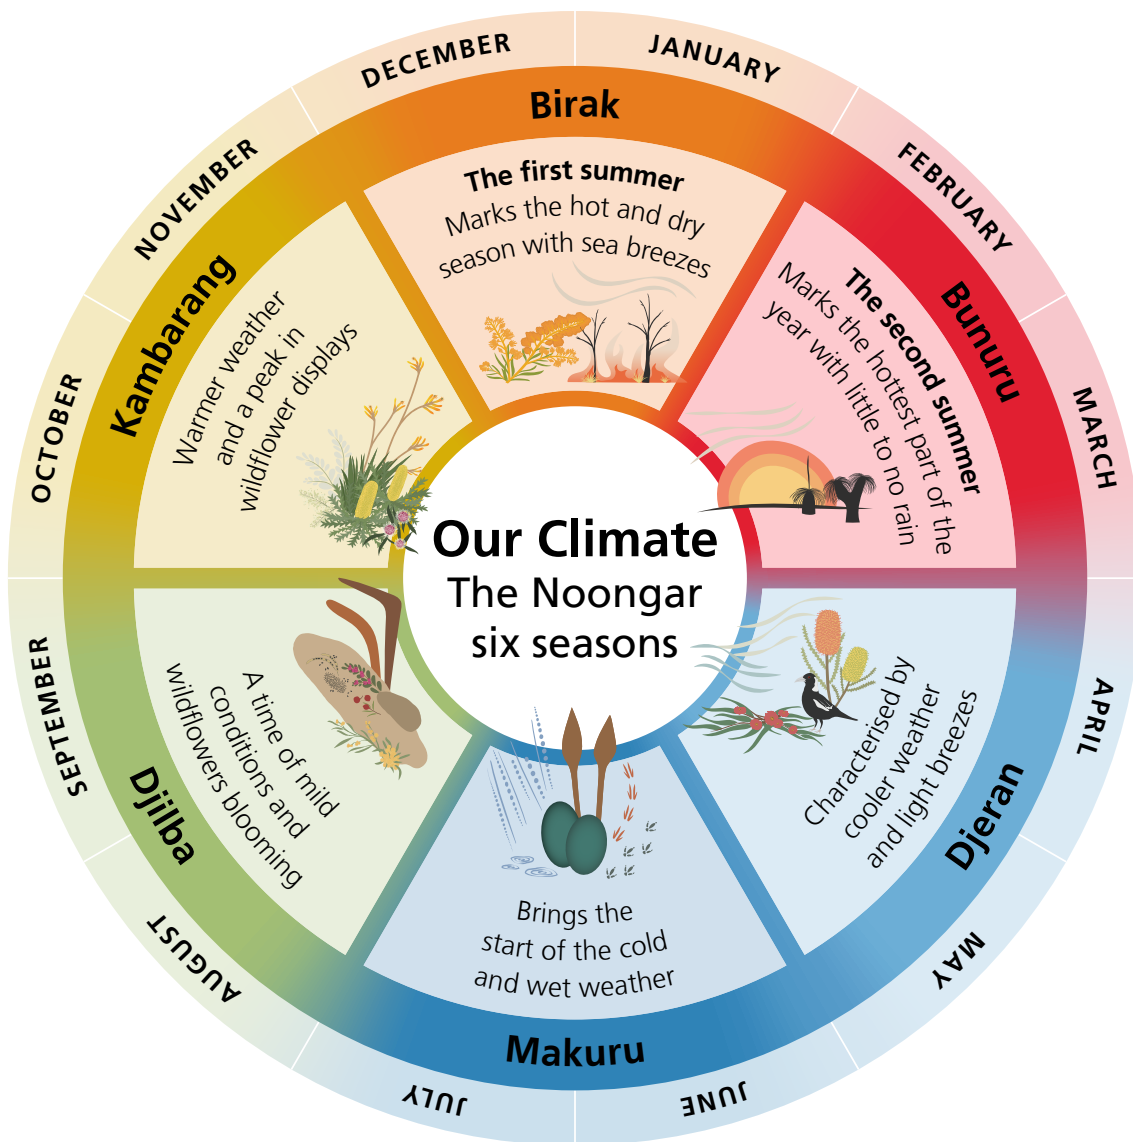 Our Climate
The Noongar
six seasons
DECEMBER
JANUARY
Birak
The first summer
Marks the hot and dry
season with sea breezes
FEBRUARY
MARCH
Bunuru
The second summer
Marks the hottest part of the
year with little to no rain
APRIL
MAY
Djeran
Characterised by
cooler weather
and light breezes
JUNE
JULY
Makuru
Brings the
start of the cold
and wet weather
AUGUST
SEPTEMBER
Djilba
A time of mild
conditions and
wildflowers blooming
OCTOBER
NOVEMBER
Kambarang
Warmer weather
and a peak in
wildflower displays